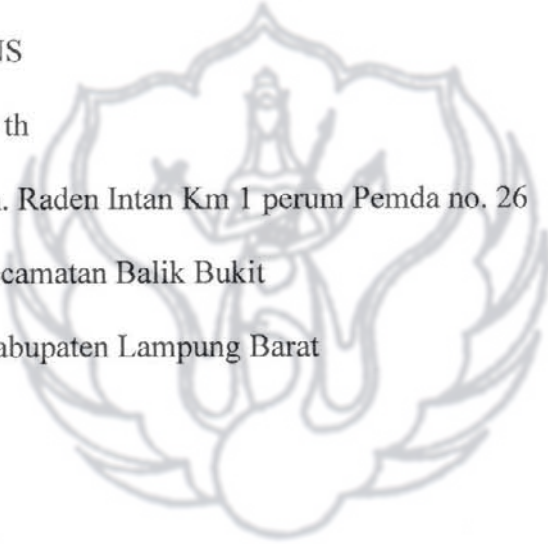 NS
th
. Raden Intan Km 1 perum Pemda no. 26
camatan Balik Bukit
abupaten Lampung Barat